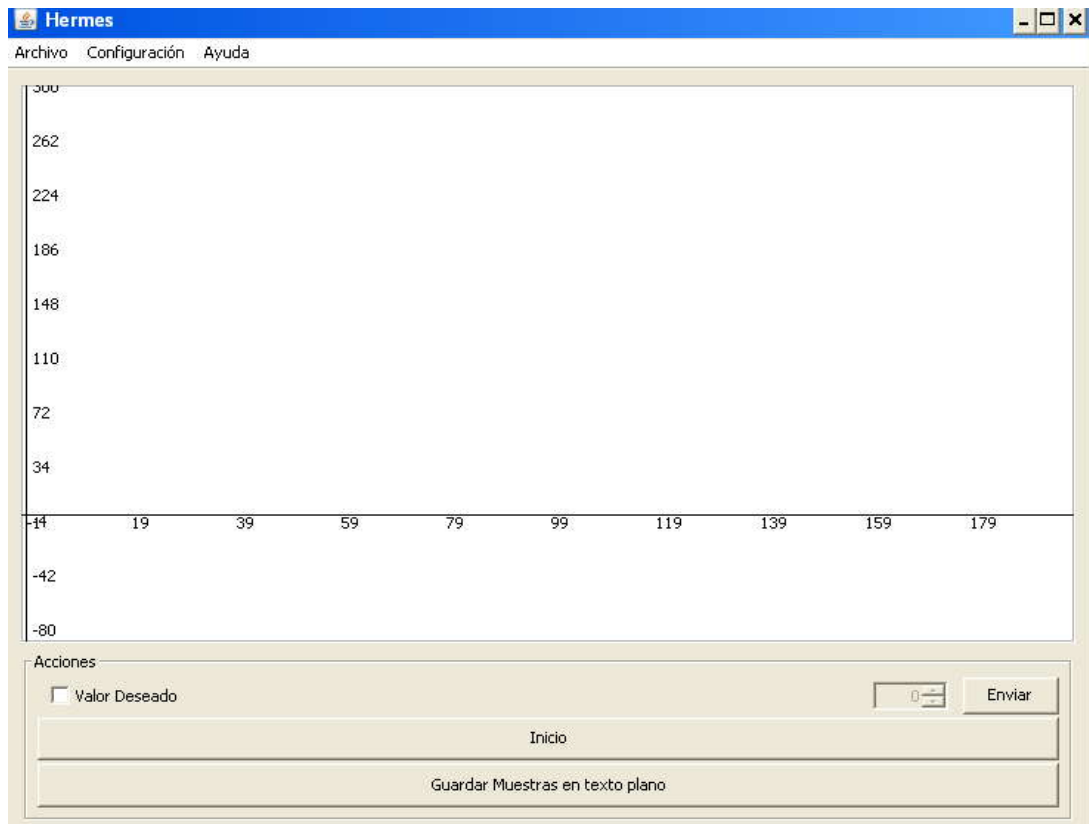 Hermes
Archivo Configuración Ayuda
300
262
224
186
148
110
72
34
19 39 59 79 99 119 139 159 179
-42
-80
Acciones
Valor Deseado 0 Enviar
Inicio
Guardar Muestras en texto plano